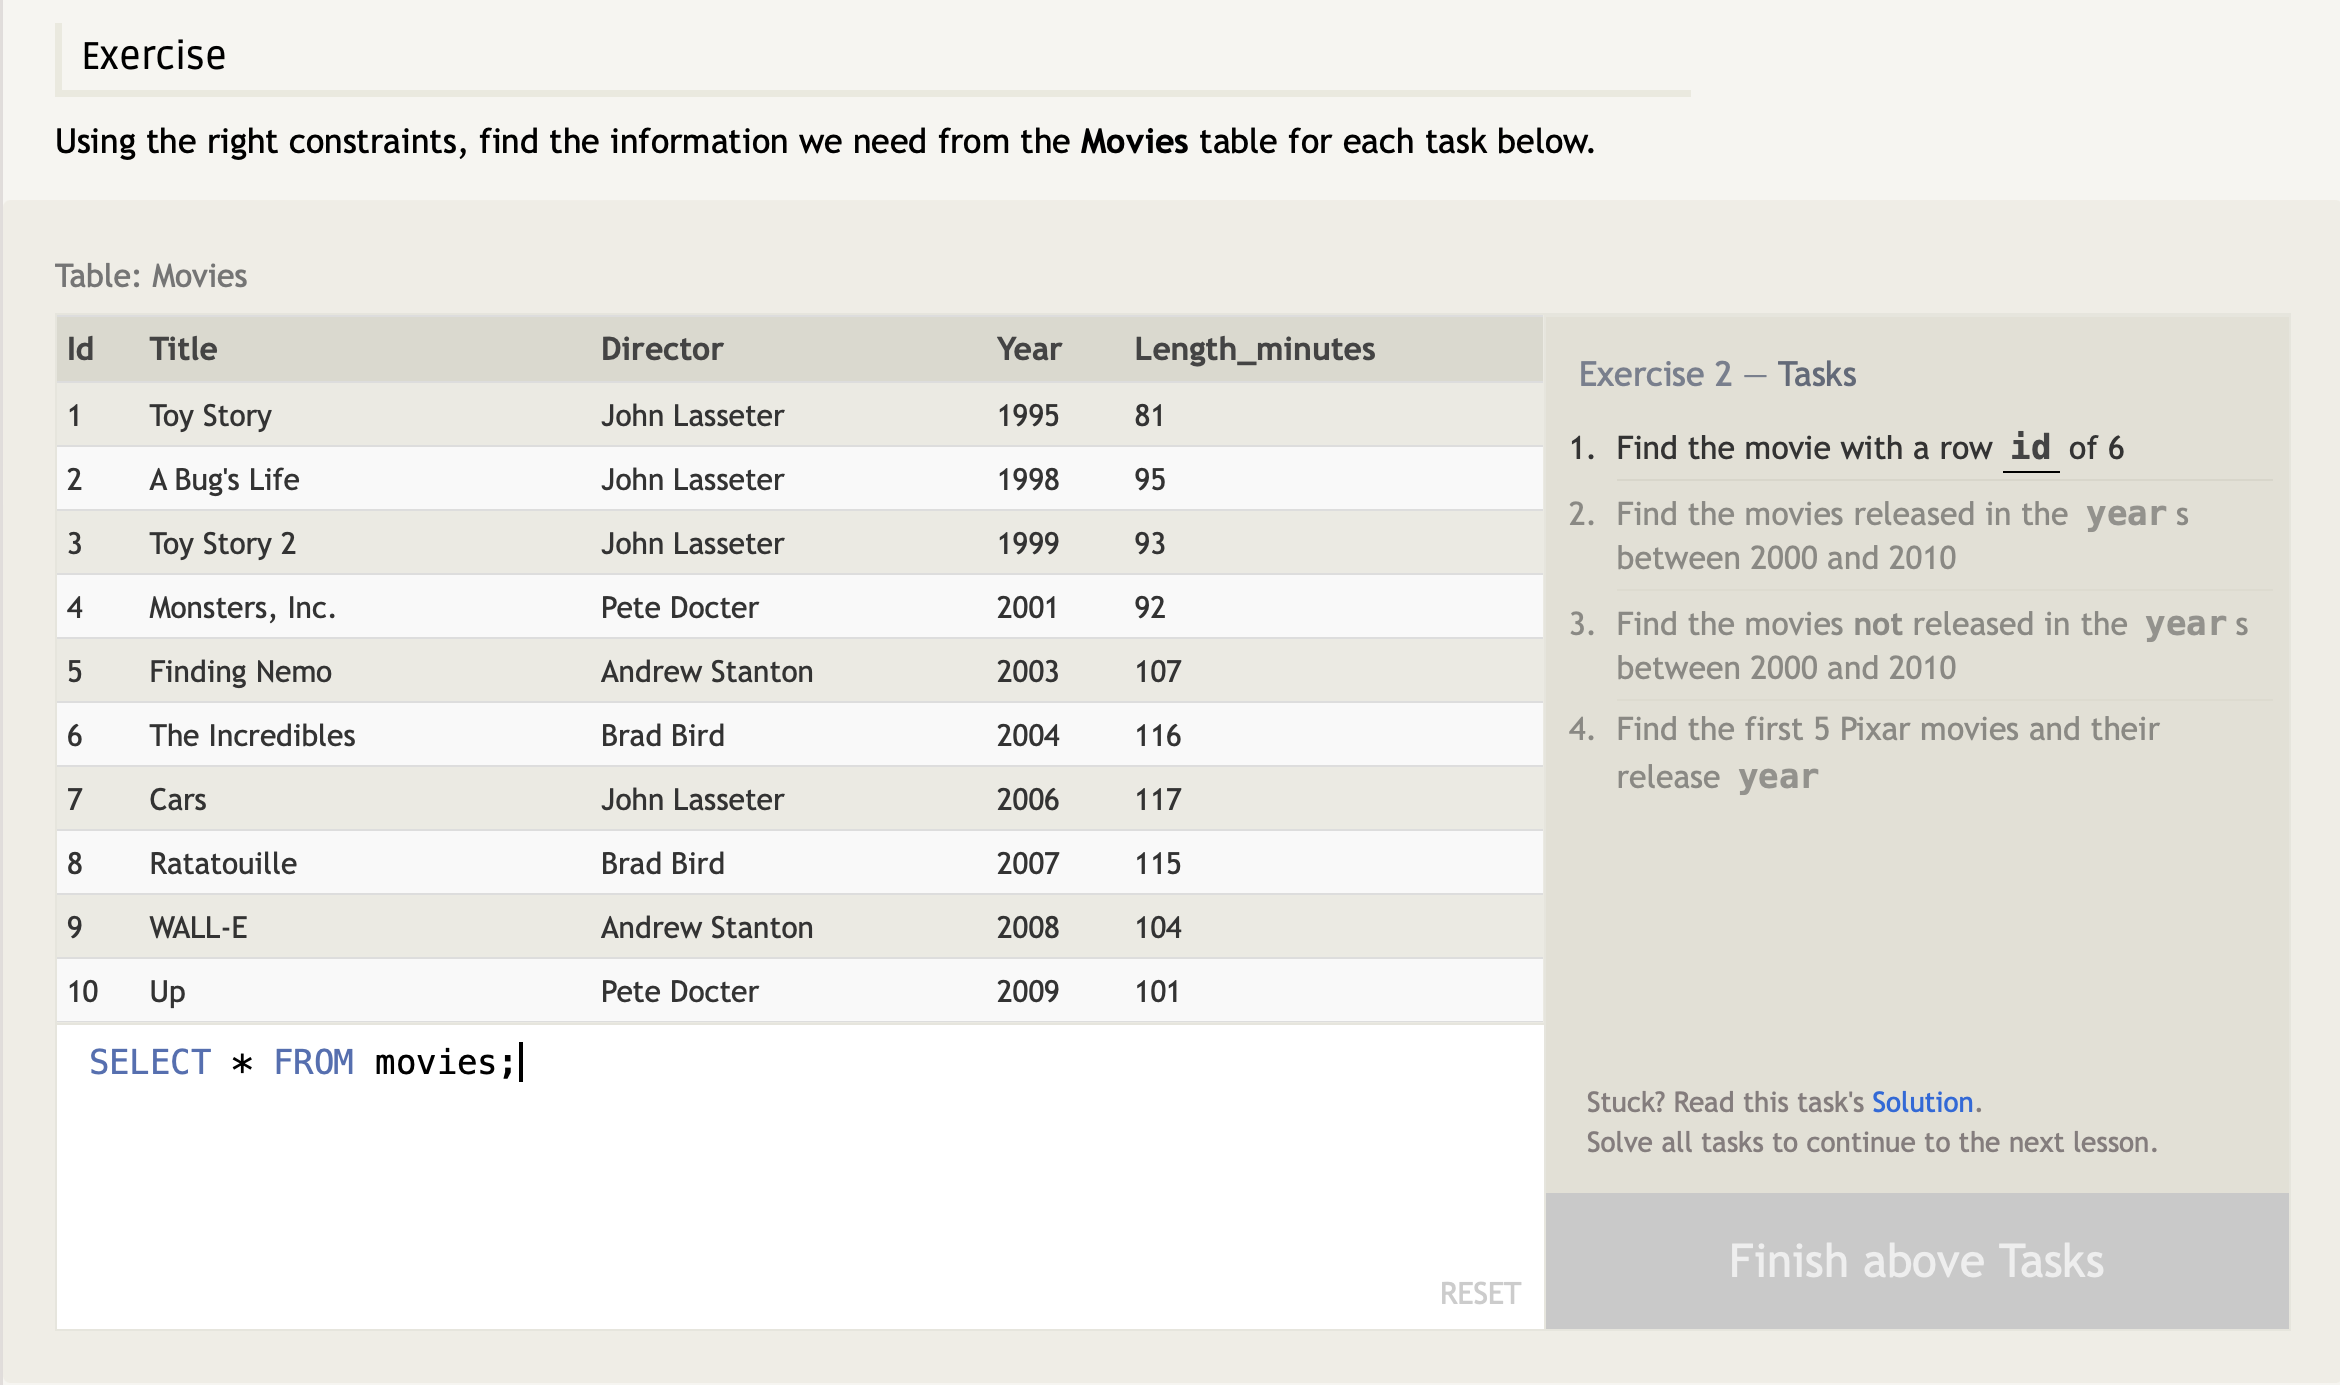 Exercise
Using the right constraints, find the information we need from the Movies table for each task below.
Table: Movies
Id Title Director Year Length_minutes
1 Toy Story John Lasseter 1995 81
2 A Bug's Life John Lasseter 1998 95
3 Toy Story 2 John Lasseter 1999 93
4 Monsters, Inc. Pete Docter 2001 92
5 Finding Nemo Andrew Stanton 2003 107
6 The Incredibles Brad Bird 2004 116
7 Cars John Lasseter 2006 117
8 Ratatouille Brad Bird 2007 115
9 WALL-E Andrew Stanton 2008 104
10 Up Pete Docter 2009 101
SELECT * FROM movies;
RESET
Exercise 2 — Tasks
1. Find the movie with a row id of 6
2. Find the movies released in the year s
between 2000 and 2010
3. Find the movies not released in the year s
between 2000 and 2010
4. Find the first 5 Pixar movies and their
release year
Stuck? Read this task's Solution.
Solve all tasks to continue to the next lesson.
Finish above Tasks